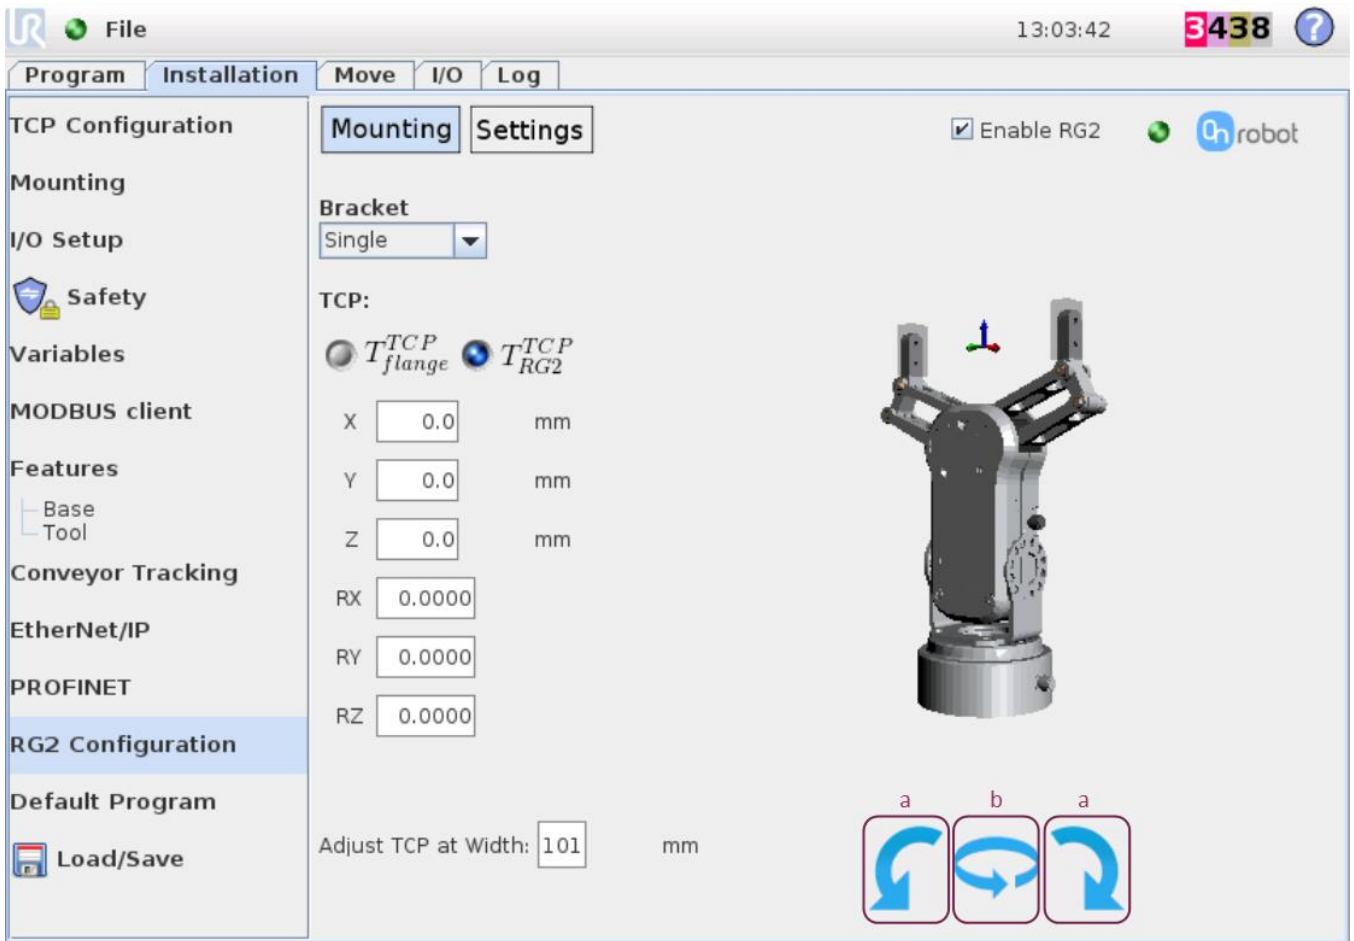 UR File 13:03:42 3438 ?
Program Installation Move I/O Log
TCP Configuration
Mounting
I/O Setup
Safety
Variables
MODBUS client
Features
Base
Tool
Conveyor Tracking
EtherNet/IP
PROFINET
RG2 Configuration
Default Program
Load/Save
Mounting Settings
Enable RG2 On robot
Bracket
Single
TCP:
T^{TCP}_{flange} T^{TCP}_{RG2}
X 0.0 mm
Y 0.0 mm
Z 0.0 mm
RX 0.0000
RY 0.0000
RZ 0.0000
Adjust TCP at Width: 101 mm
a b a